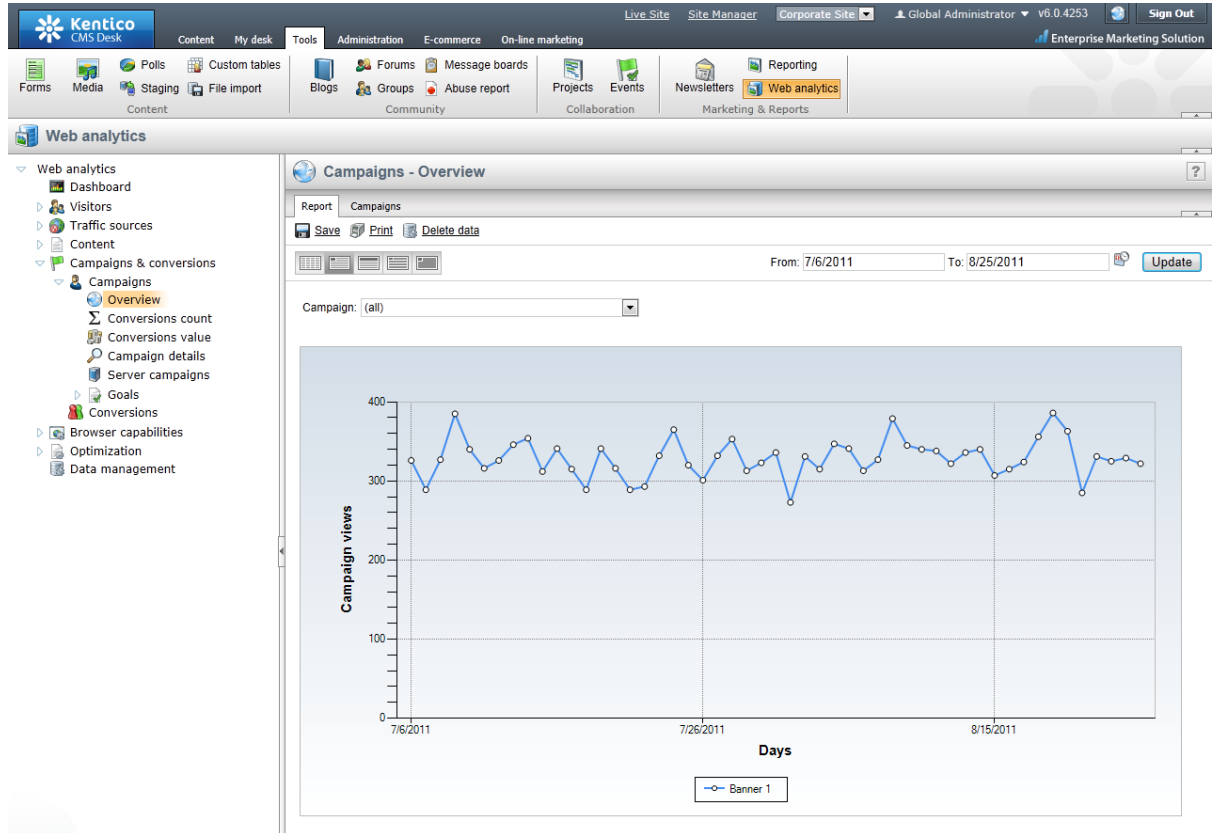 Kentico
CMS Desk
Live Site Site Manager Corporate Site Global Administrator v6.0.4253 Sign Out
Content My desk Tools Administration E-commerce On-line marketing Enterprise Marketing Solution
Polls Custom tables Forums Message boards Reporting
Forms Media Staging File import Blogs Groups Abuse report Projects Events Newsletters Web analytics
Content Community Collaboration Marketing & Reports
Web analytics
Web analytics
Dashboard
Visitors
Traffic sources
Content
Campaigns & conversions
Campaigns
Overview
Conversions count
Conversions value
Campaign details
Server campaigns
Goals
Conversions
Browser capabilities
Optimization
Data management
Campaigns - Overview ?
Report Campaigns
Save Print Delete data
From: 7/6/2011 To: 8/25/2011 Update
Campaign: (all)
Campaign views
400
300
200
100
0
7/6/2011 7/26/2011 8/15/2011
Days
Banner 1